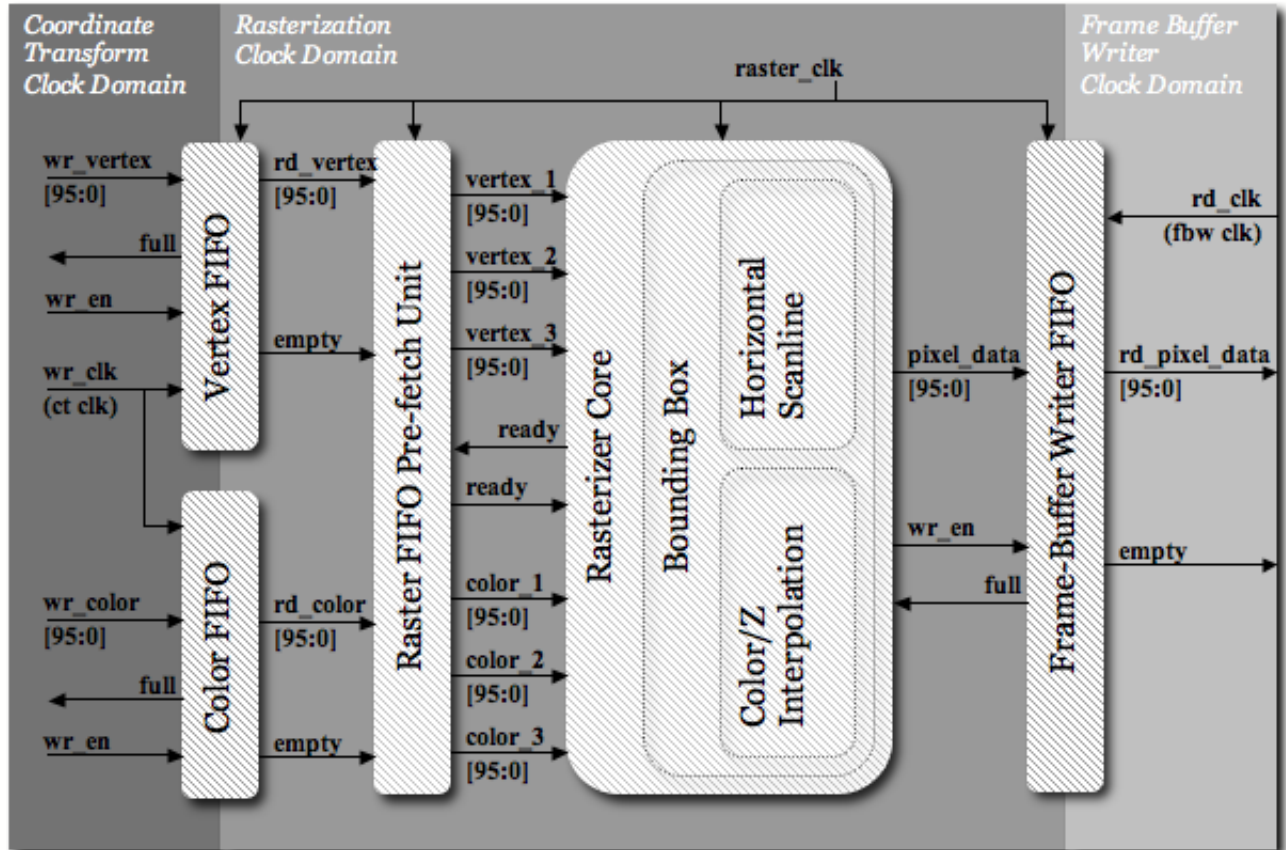 Coordinate
Transform
Clock Domain
Rasterization
Clock Domain
Frame Buffer
Writer
Clock Domain
raster_clk
wr_vertex
[95:0]
full
wr_en
wr_clk
(ct clk)
Vertex FIFO
rd_vertex
[95:0]
empty
wr_color
[95:0]
full
wr_en
Color FIFO
rd_color
[95:0]
empty
Raster FIFO Pre-fetch Unit
vertex_1
[95:0]
vertex_2
[95:0]
vertex_3
[95:0]
ready
ready
color_1
[95:0]
color_2
[95:0]
color_3
[95:0]
Rasterizer Core
Bounding Box
Horizontal
Scanline
Color/Z
Interpolation
pixel_data
[95:0]
wr_en
full
Frame-Buffer Writer FIFO
rd_clk
(fbw clk)
rd_pixel_data
[95:0]
empty